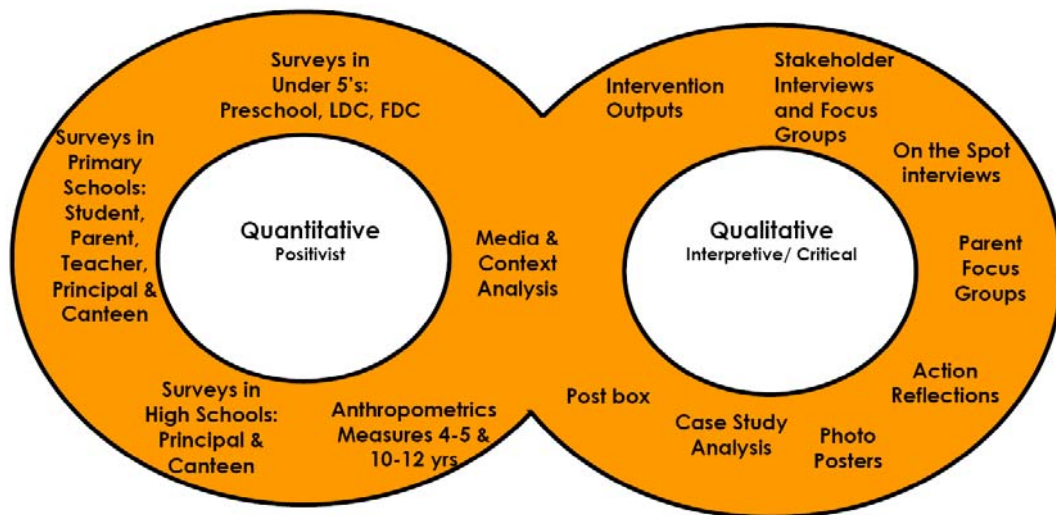 Surveys in
Under 5's:
Preschool, LDC, FDC
Surveys in
Primary
Schools:
Student,
Parent,
Teacher,
Principal &
Canteen
Quantitative
Positivist
Surveys in
High Schools:
Principal &
Canteen
Anthropometrics
Measures 4-5 &
10-12 yrs
Media &
Context
Analysis
Intervention
Outputs
Stakeholder
Interviews
and Focus
Groups
On the Spot
interviews
Qualitative
Interpretive/ Critical
Parent
Focus
Groups
Action
Reflections
Photo
Posters
Case Study
Analysis
Post box